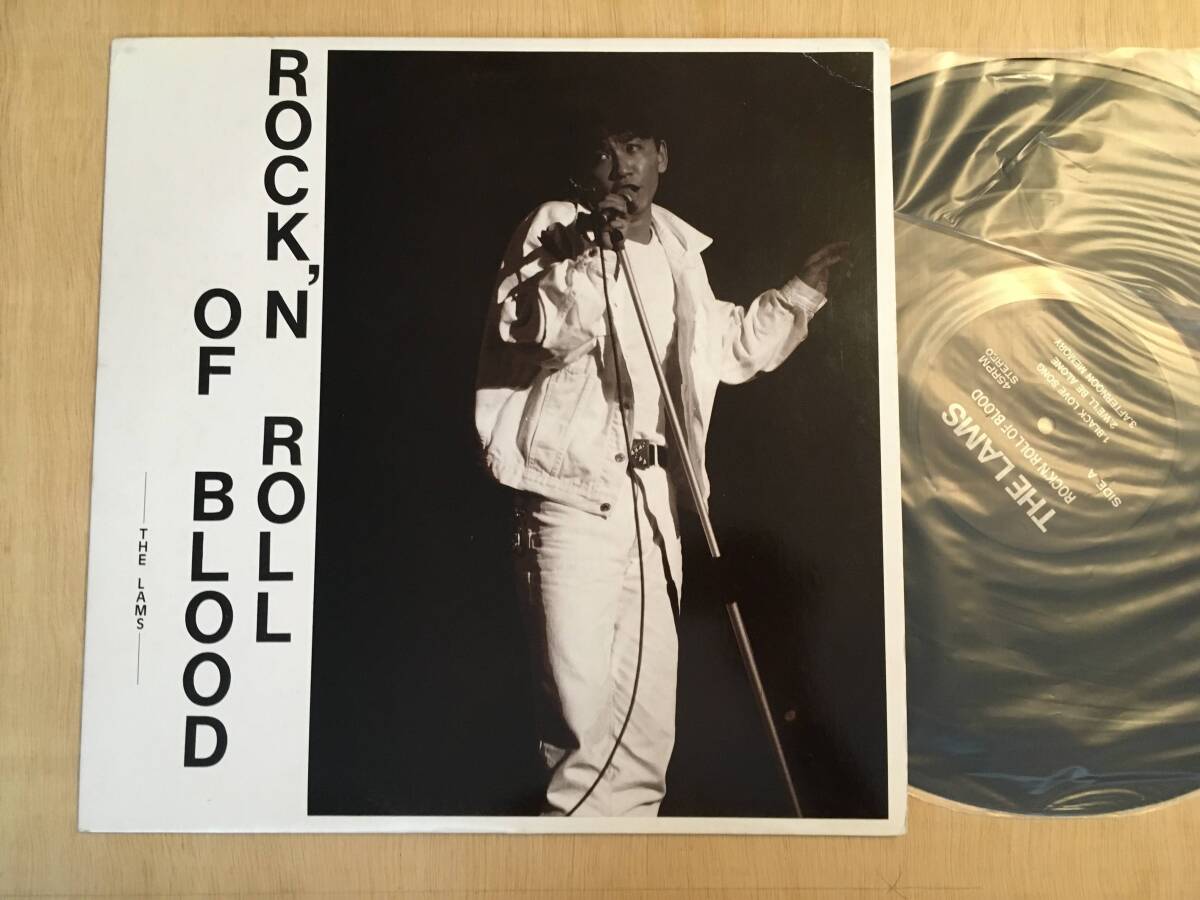 ROCK'N ROLL
OF BLOOD
THE LAMS
THE LAMS
ROCK'N ROLL OF BLOOD
45RPM
STEREO
SIDE A
1.BLACK LOVE SONG
2.WE'LL BE ALONE
3.AFTERNOON MEMORY